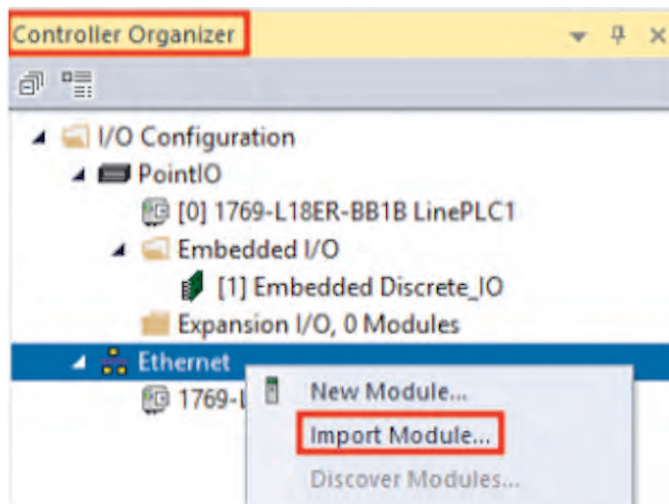 Controller Organizer
I/O Configuration
PointIO
[0] 1769-L18ER-BB1B LinePLC1
Embedded I/O
[1] Embedded Discrete_IO
Expansion I/O, 0 Modules
Ethernet
1769-L
New Module...
Import Module...
Discover Modules...